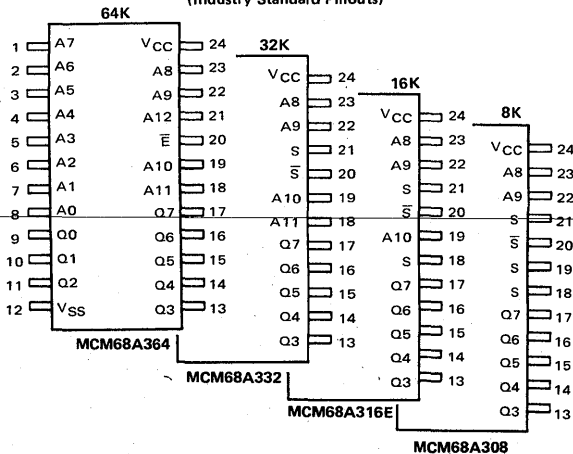 (Industry Standard Pinouts)
64K
1 A7 VCC 24
2 A6 A8 23
3 A5 A9 22
4 A4 A12 21
5 A3 E̅ 20
6 A2 A10 19
7 A1 A11 18
8 A0 Q7 17
9 Q0 Q6 16
10 Q1 Q5 15
11 Q2 Q4 14
12 VSS Q3 13
MCM68A364
32K
VCC 24
A8 23
A9 22
S 21
S̅ 20
A10 19
A11 18
Q7 17
Q6 16
Q5 15
Q4 14
Q3 13
MCM68A332
16K
VCC 24
A8 23
A9 22
S 21
S̅ 20
A10 19
S 18
Q7 17
Q6 16
Q5 15
Q4 14
Q3 13
MCM68A316E
8K
VCC 24
A8 23
A9 22
S 21
S̅ 20
S 19
S 18
Q7 17
Q6 16
Q5 15
Q4 14
Q3 13
MCM68A308